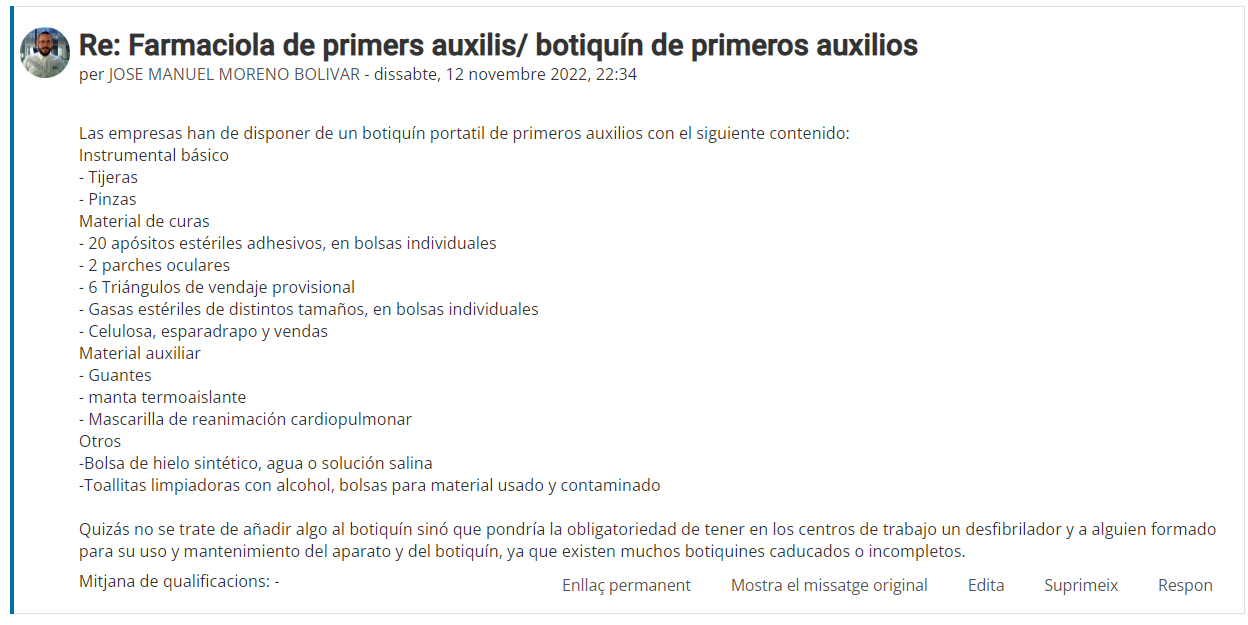 Re: Farmaciola de primers auxilis/ botiquín de primeros auxilios
per JOSE MANUEL MORENO BOLIVAR - dissabte, 12 novembre 2022, 22:34
Las empresas han de disponer de un botiquín portatil de primeros auxilios con el siguiente contenido:
Instrumental básico
- Tijeras
- Pinzas
Material de curas
- 20 apósitos estériles adhesivos, en bolsas individuales
- 2 parches oculares
- 6 Triángulos de vendaje provisional
- Gasas estériles de distintos tamaños, en bolsas individuales
- Celulosa, esparadrapo y vendas
Material auxiliar
- Guantes
- manta termoaislante
- Mascarilla de reanimación cardiopulmonar
Otros
-Bolsa de hielo sintético, agua o solución salina
-Toallitas limpiadoras con alcohol, bolsas para material usado y contaminado
Quizás no se trate de añadir algo al botiquín sinó que pondría la obligatoriedad de tener en los centros de trabajo un desfibrilador y a alguien formado
para su uso y mantenimiento del aparato y del botiquín, ya que existen muchos botiquines caducados o incompletos.
Mitjana de qualificacions: -
Enllaç permanent Mostra el missatge original Edita Suprimeix Respon